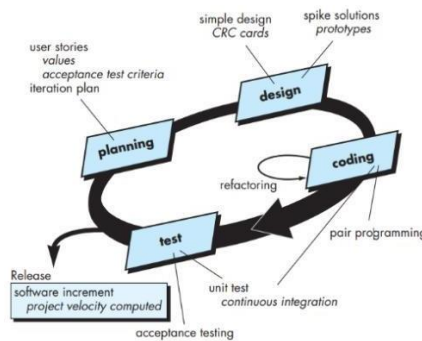 simple design
CRC cards
spike solutions
prototypes
user stories
values
acceptance test criteria
iteration plan
design
planning
coding
refactoring
test
pair programming
Release
software increment
project velocity computed
unit test
continuous integration
acceptance testing